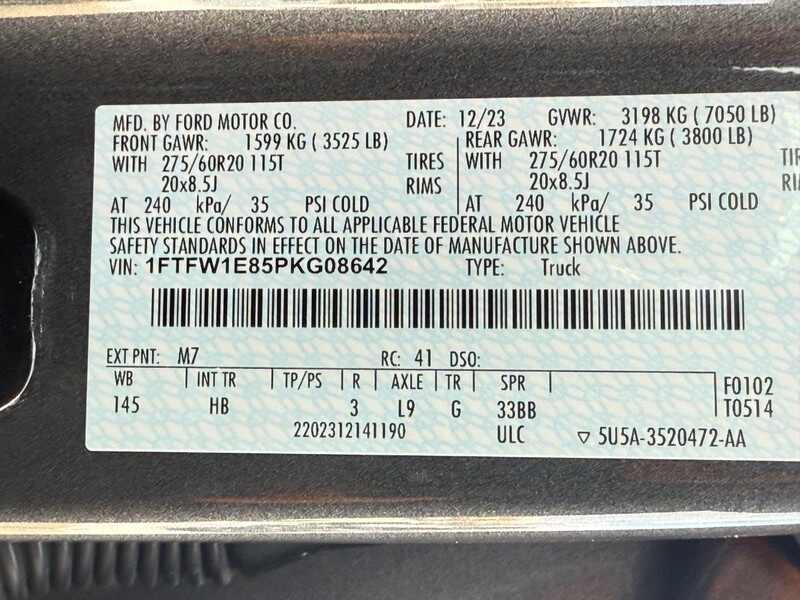 MFD. BY FORD MOTOR CO. DATE: 12/23 GVWR: 3198 KG ( 7050 LB)
FRONT GAWR: 1599 KG ( 3525 LB) REAR GAWR: 1724 KG ( 3800 LB)
WITH 275/60R20 115T TIRES WITH 275/60R20 115T
20x8.5J RIMS 20x8.5J
AT 240 kPa/ 35 PSI COLD AT 240 kPa/ 35 PSI COLD
THIS VEHICLE CONFORMS TO ALL APPLICABLE FEDERAL MOTOR VEHICLE
SAFETY STANDARDS IN EFFECT ON THE DATE OF MANUFACTURE SHOWN ABOVE.
VIN: 1FTFW1E85PKG08642 TYPE: Truck
EXT PNT: M7 RC: 41 DSO:
WB INT TR TP/PS R AXLE TR SPR F0102
145 HB 3 L9 G 33BB T0514
2202312141190 ULC ▽ 5U5A-3520472-AA